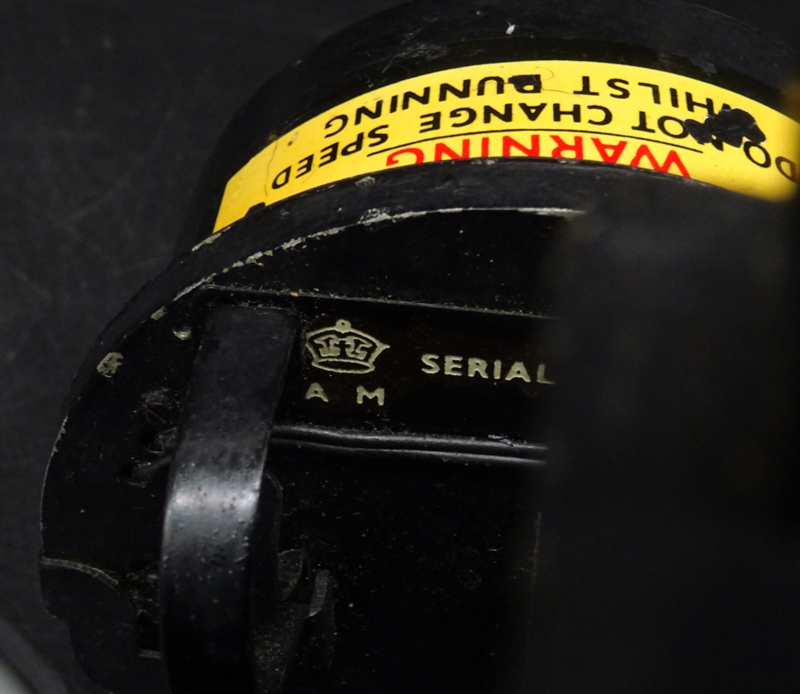 WARNING
DO NOT CHANGE SPEED
WHILST RUNNING
A M
SERIAL